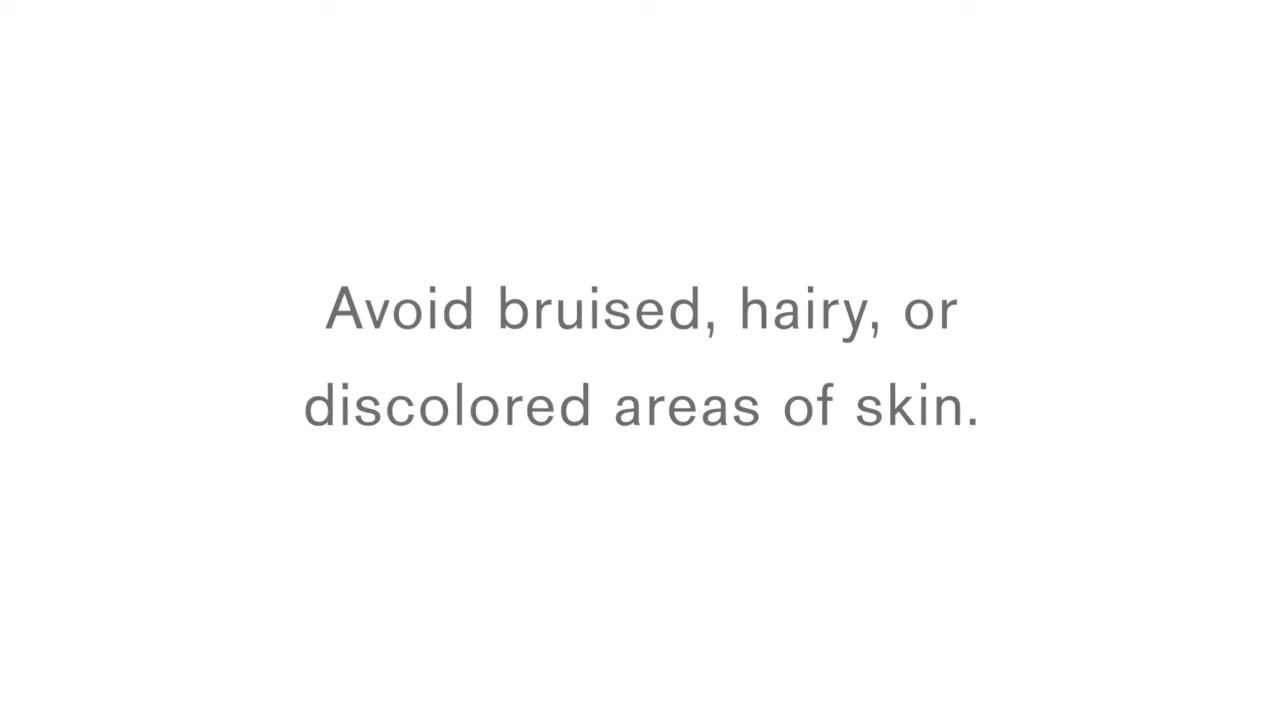 Avoid bruised, hairy, or
discolored areas of skin.